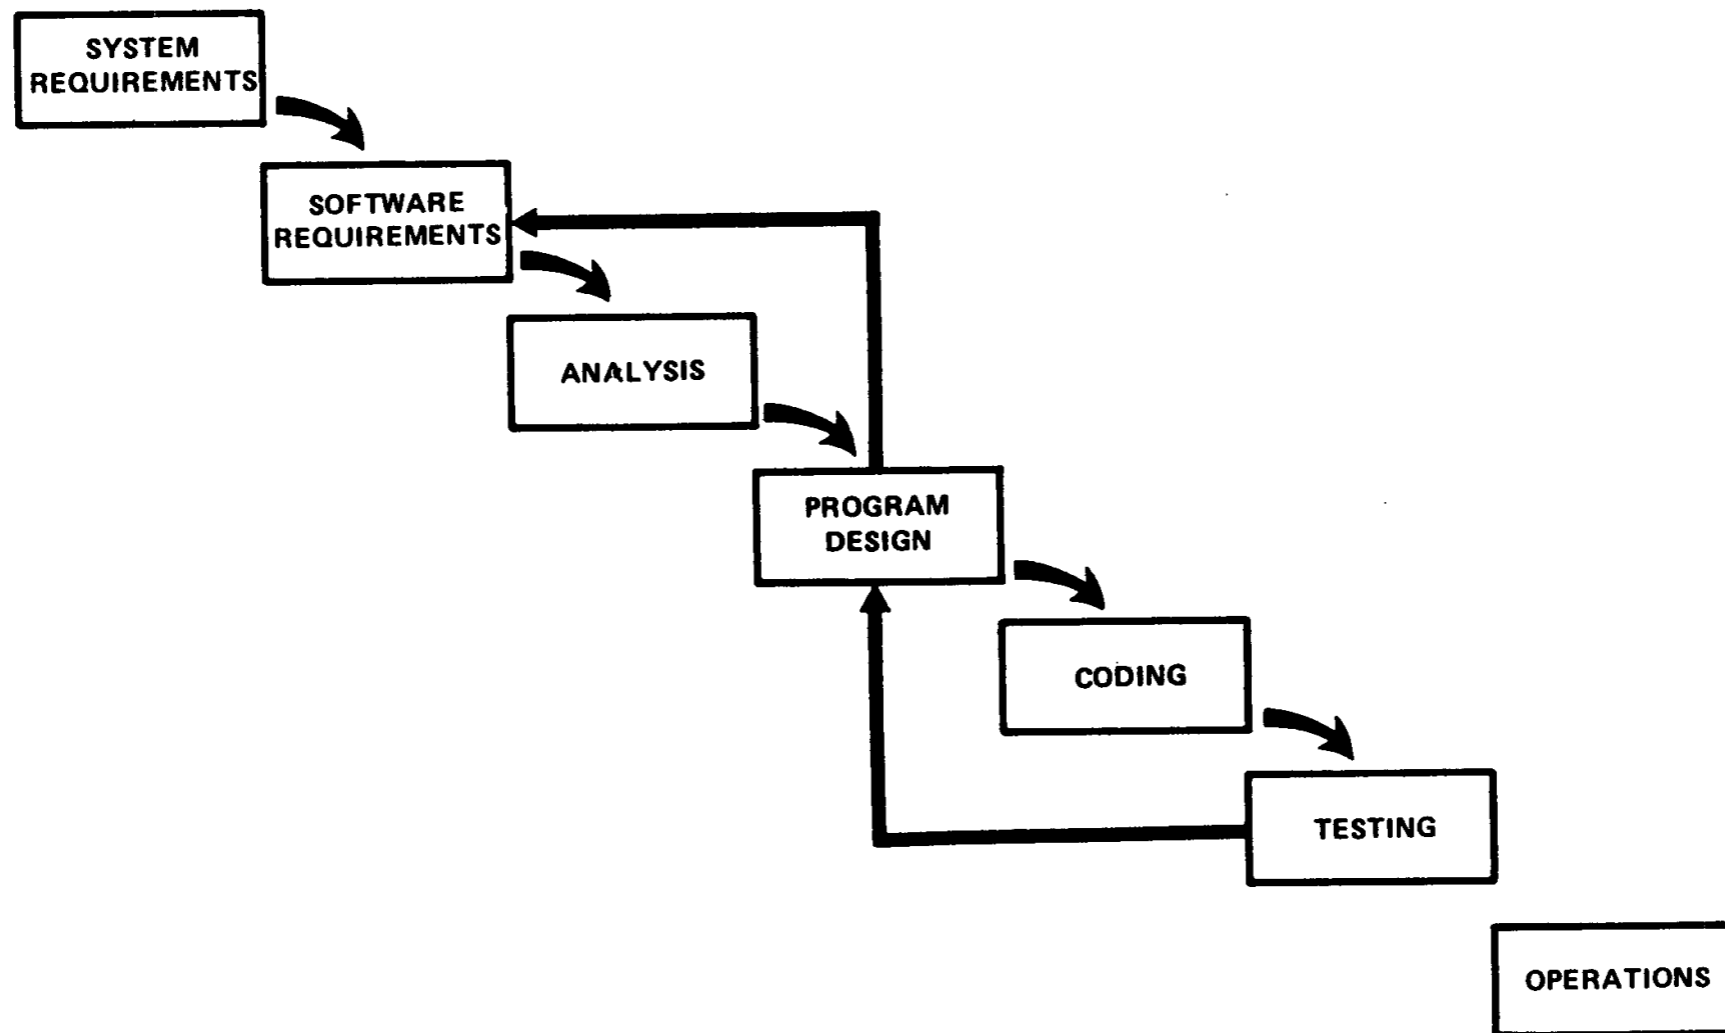 SYSTEM
REQUIREMENTS
SOFTWARE
REQUIREMENTS
ANALYSIS
PROGRAM
DESIGN
CODING
TESTING
OPERATIONS